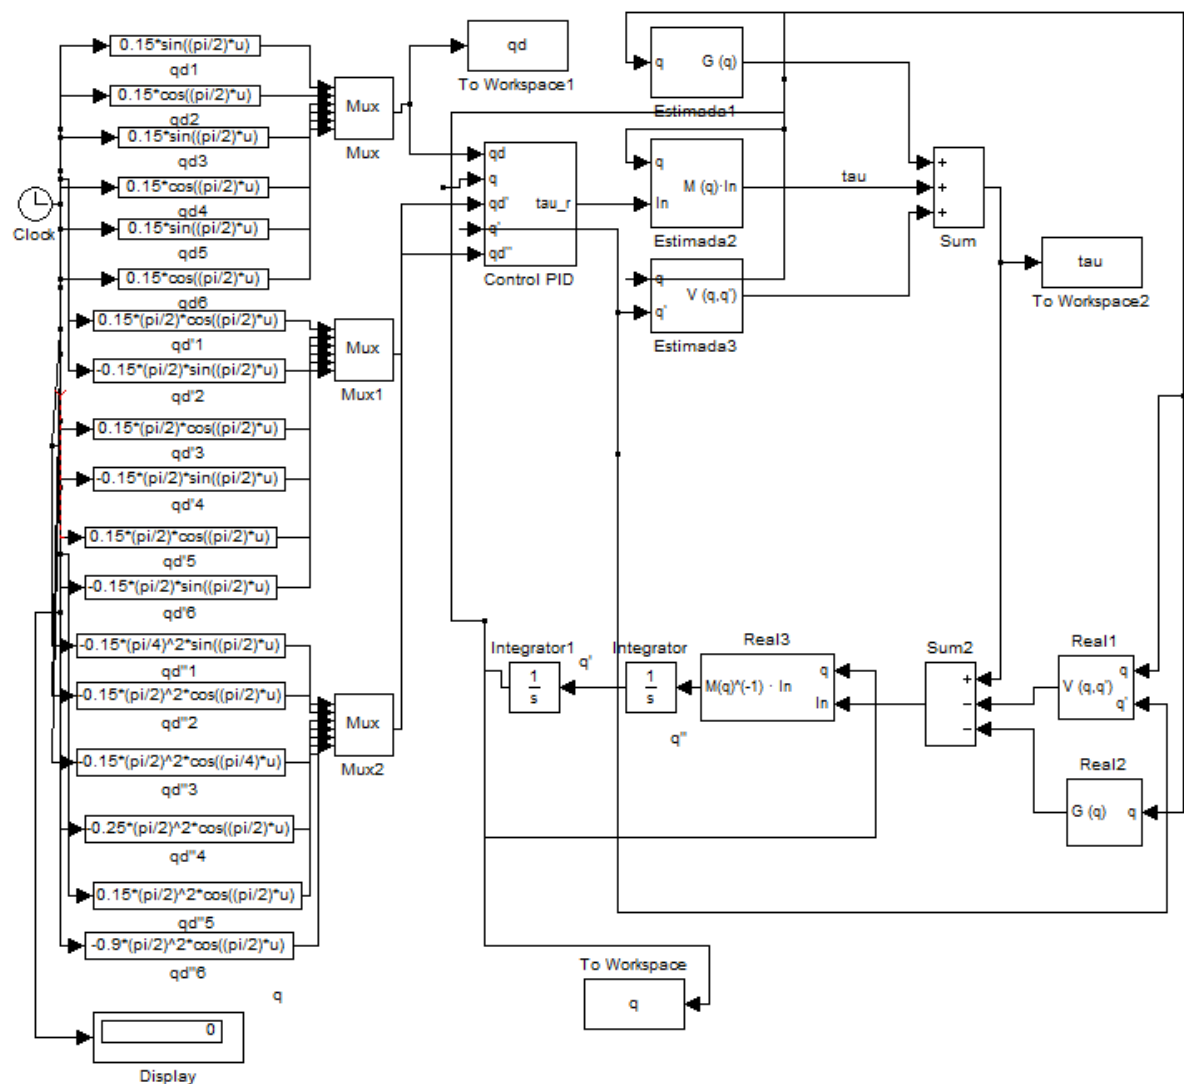 0.15*sin((pi/2)*u)
qd1
0.15*cos((pi/2)*u)
qd2
0.15*sin((pi/2)*u)
qd3
0.15*cos((pi/2)*u)
qd4
0.15*sin((pi/2)*u)
qd5
0.15*cos((pi/2)*u)
qd6
Clock
0.15*(pi/2)*cos((pi/2)*u)
qd'1
-0.15*(pi/2)*sin((pi/2)*u)
qd'2
0.15*(pi/2)*cos((pi/2)*u)
qd'3
-0.15*(pi/2)*sin((pi/2)*u)
qd'4
0.15*(pi/2)*cos((pi/2)*u)
qd'5
-0.15*(pi/2)*sin((pi/2)*u)
qd'6
-0.15*(pi/4)^2*sin((pi/2)*u)
qd''1
-0.15*(pi/2)^2*cos((pi/2)*u)
qd''2
-0.15*(pi/2)^2*cos((pi/4)*u)
qd''3
-0.25*(pi/2)^2*cos((pi/2)*u)
qd''4
0.15*(pi/2)^2*cos((pi/2)*u)
qd''5
-0.9*(pi/2)^2*cos((pi/2)*u)
qd''6
q
0
Display
Mux
Mux
Mux
Mux1
Mux
Mux2
qd
To Workspace1
qd
q
qd'
q'
qd''
tau_r
Control PID
q
G (q)
Estimada1
q
In
M (q)·In
Estimada2
q
q'
V (q,q')
Estimada3
tau
+
+
+
Sum
tau
To Workspace2
Integrator1
1
s
q'
Integrator
1
s
q''
Real3
M(q)^(-1) · In
q
In
Sum2
+
−
−
Real1
V (q,q')
q
q'
Real2
G (q)
q
To Workspace
q